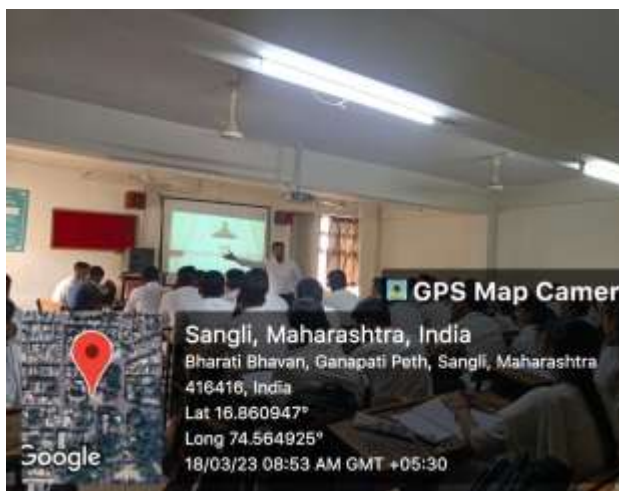 GPS Map Camer
Sangli, Maharashtra, India
Bharati Bhavan, Ganapati Peth, Sangli, Maharashtra
416416, India
Lat 16.860947°
Long 74.564925°
18/03/23 08:53 AM GMT +05:30
Google